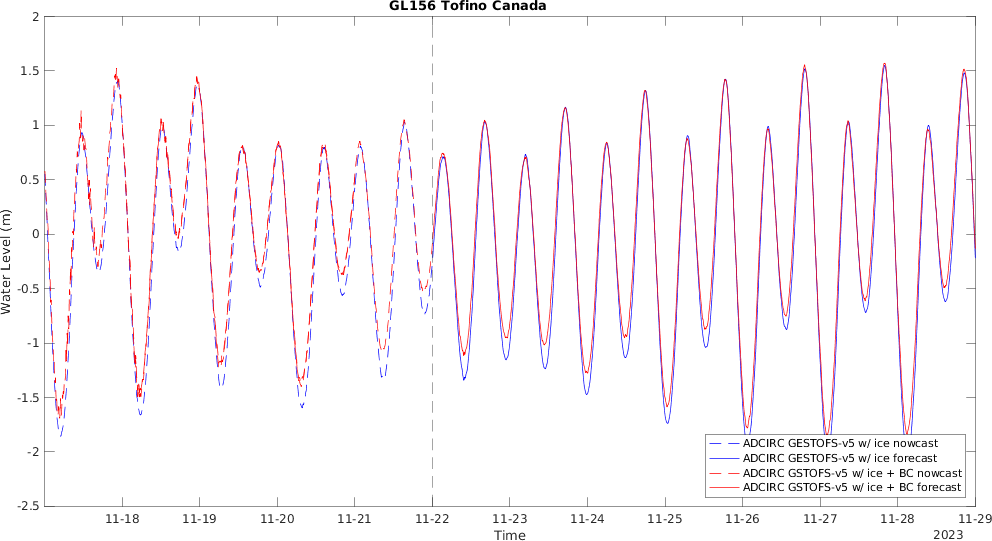 GL156 Tofino Canada
2
1.5
1
0.5
0
-0.5
-1
-1.5
-2
-2.5
Water Level (m)
ADCIRC GESTOFS-v5 w/ ice nowcast
ADCIRC GESTOFS-v5 w/ ice forecast
ADCIRC GSTOFS-v5 w/ ice + BC nowcast
ADCIRC GSTOFS-v5 w/ ice + BC forecast
11-18 11-19 11-20 11-21 11-22 11-23 11-24 11-25 11-26 11-27 11-28 11-29
Time
2023